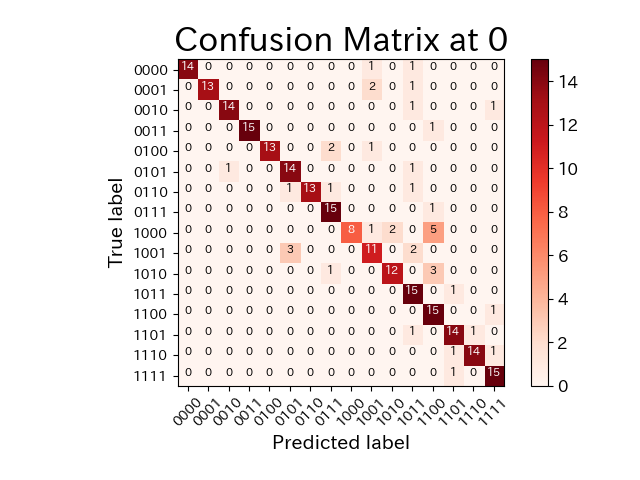 Confusion Matrix at 0
0000 14 0 0 0 0 0 0 0 0 1 0 1 0 0 0 0
0001 0 13 0 0 0 0 0 0 0 2 0 1 0 0 0 0
0010 0 0 14 0 0 0 0 0 0 0 0 1 0 0 0 1
0011 0 0 0 15 0 0 0 0 0 0 0 0 1 0 0 0
0100 0 0 0 0 13 0 0 2 0 1 0 0 0 0 0 0
0101 0 0 1 0 0 14 0 0 0 0 0 1 0 0 0 0
0110 0 0 0 0 0 1 13 1 0 0 0 1 0 0 0 0
0111 0 0 0 0 0 0 0 15 0 0 0 0 1 0 0 0
1000 0 0 0 0 0 0 0 0 8 1 2 0 5 0 0 0
1001 0 0 0 0 0 3 0 0 0 11 0 2 0 0 0 0
1010 0 0 0 0 0 0 0 1 0 0 12 0 3 0 0 0
1011 0 0 0 0 0 0 0 0 0 0 0 15 0 1 0 0
1100 0 0 0 0 0 0 0 0 0 0 0 0 15 0 0 1
1101 0 0 0 0 0 0 0 0 0 0 0 1 0 14 1 0
1110 0 0 0 0 0 0 0 0 0 0 0 0 0 1 14 1
1111 0 0 0 0 0 0 0 0 0 0 0 0 0 1 0 15
True label
0000 0001 0010 0011 0100 0101 0110 0111 1000 1001 1010 1011 1100 1101 1110 1111
Predicted label
14
12
10
8
6
4
2
0